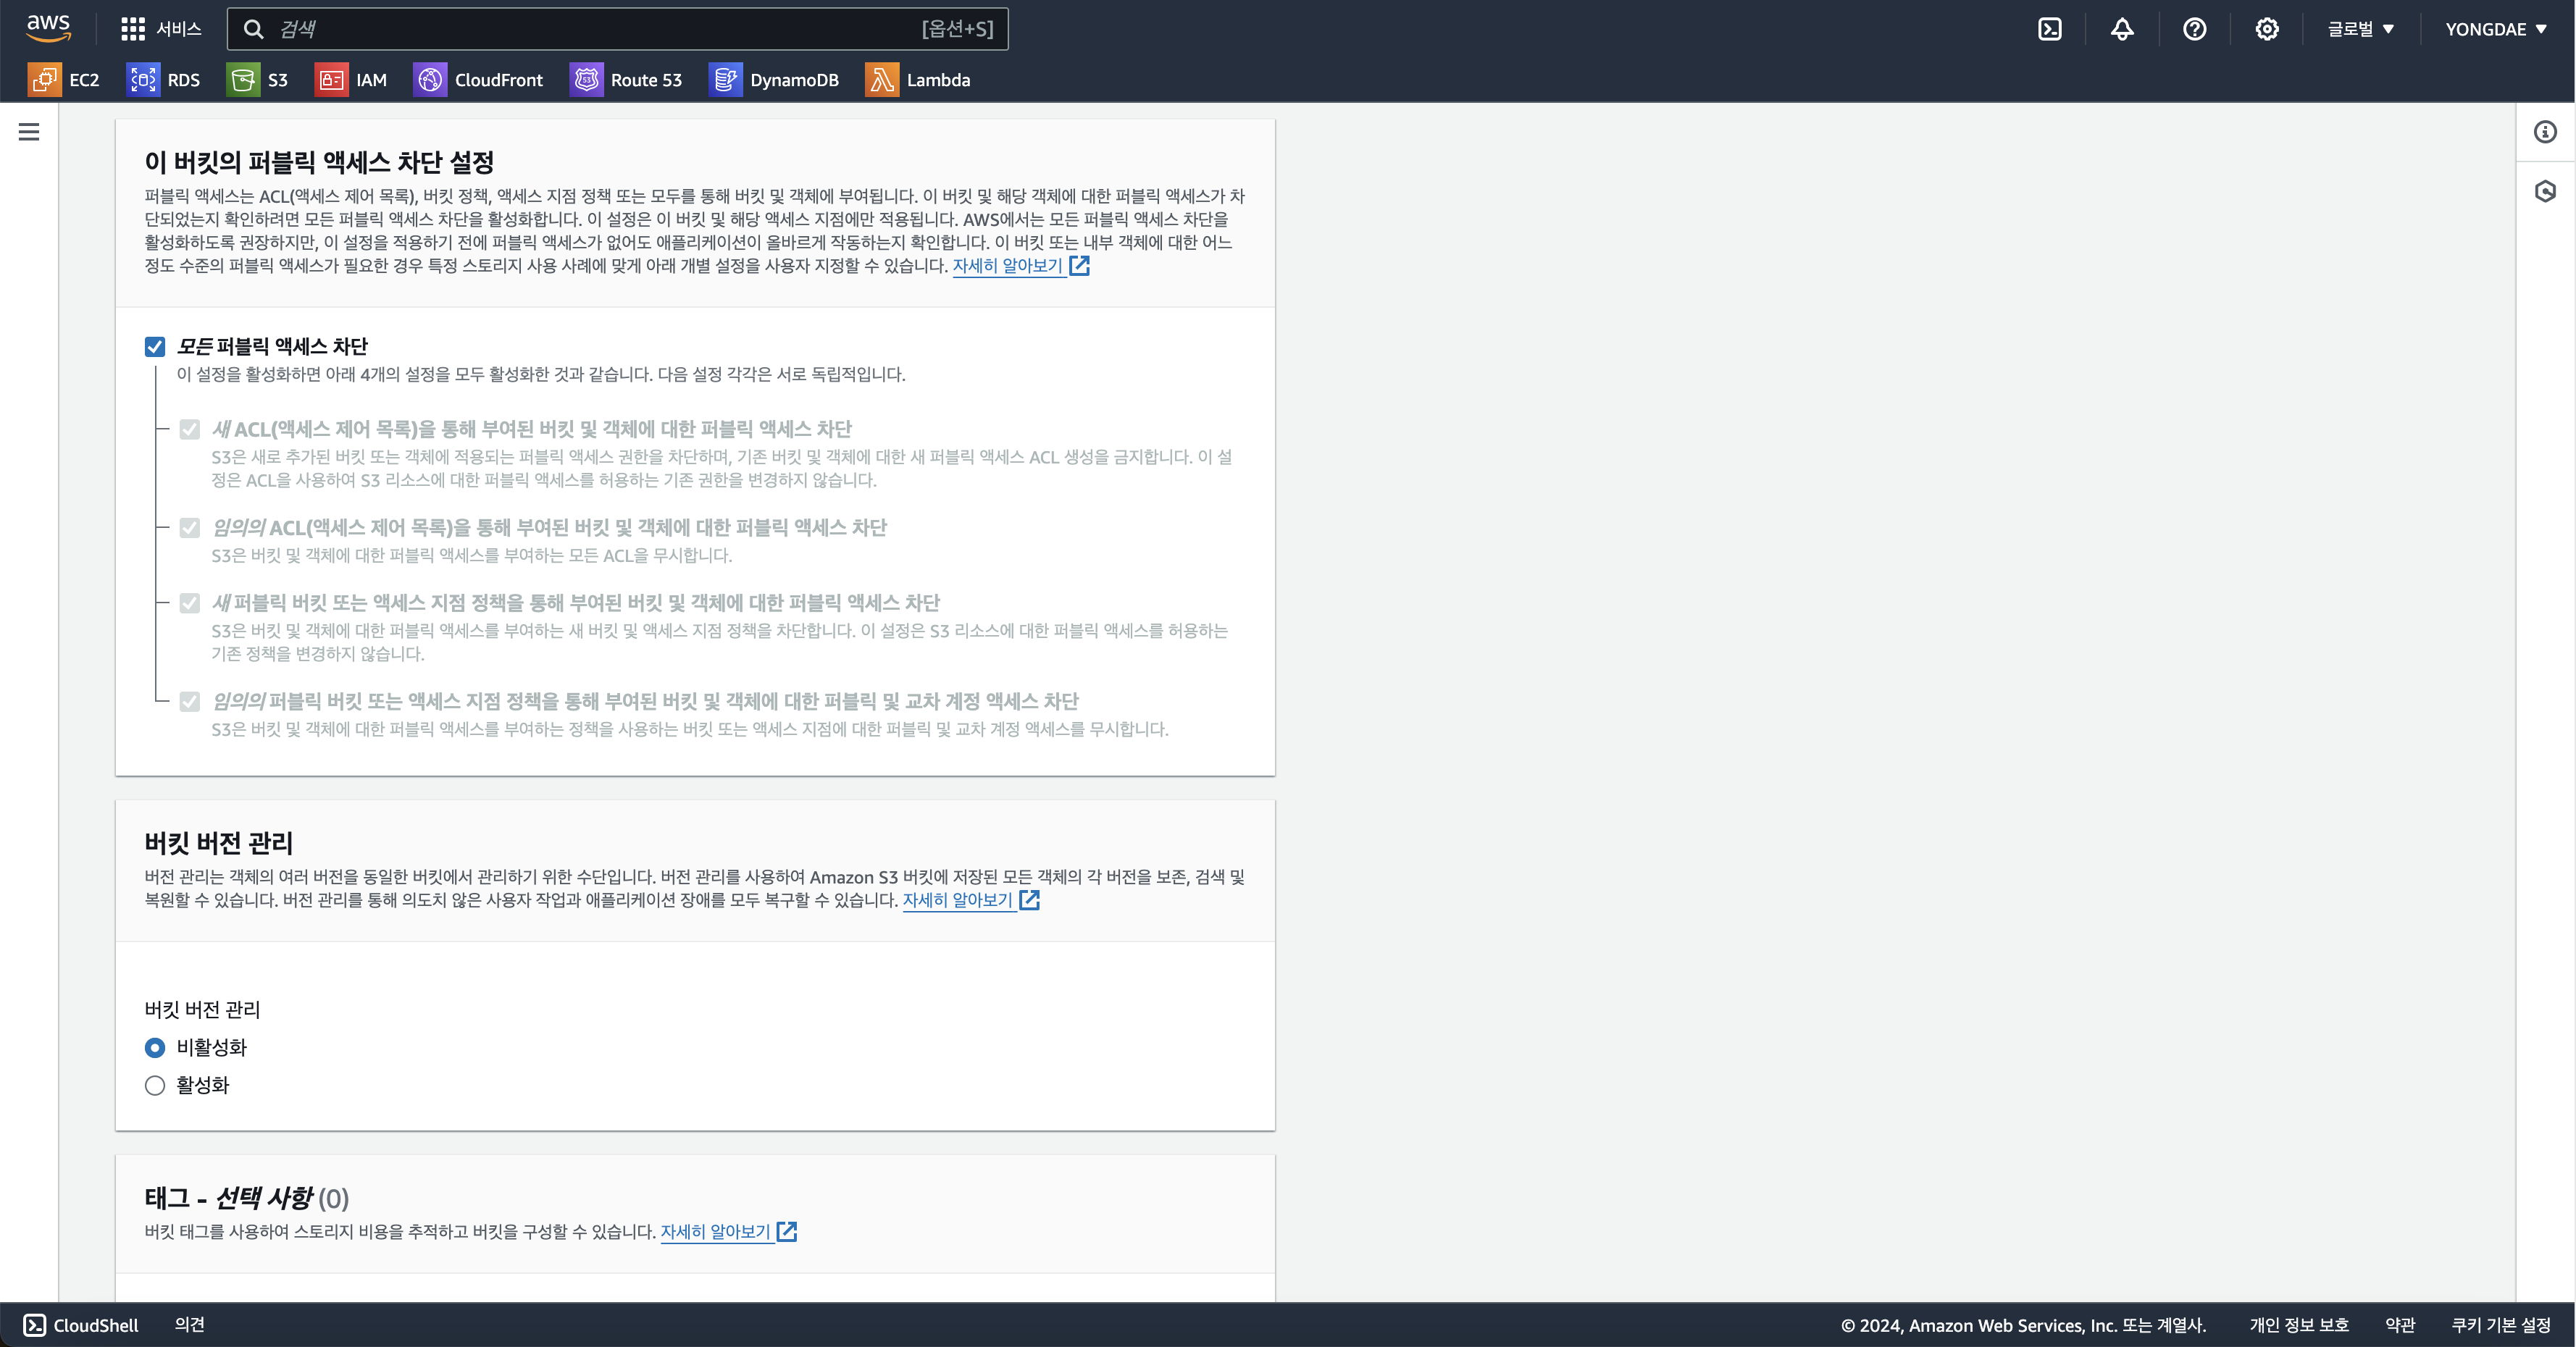 aws
서비스
검색
[옵션+S]
글로벌
YONGDAE
EC2
RDS
S3
IAM
CloudFront
Route 53
DynamoDB
Lambda
이 버킷의 퍼블릭 액세스 차단 설정
퍼블릭 액세스는 ACL(액세스 제어 목록), 버킷 정책, 액세스 지점 정책 또는 모두를 통해 버킷 및 객체에 부여됩니다. 이 버킷 및 해당 객체에 대한 퍼블릭 액세스가 차
단되었는지 확인하려면 모든 퍼블릭 액세스 차단을 활성화합니다. 이 설정은 이 버킷 및 해당 액세스 지점에만 적용됩니다. AWS에서는 모든 퍼블릭 액세스 차단을
활성화하도록 권장하지만, 이 설정을 적용하기 전에 퍼블릭 액세스가 없어도 애플리케이션이 올바르게 작동하는지 확인합니다. 이 버킷 또는 내부 객체에 대한 어느
정도 수준의 퍼블릭 액세스가 필요한 경우 특정 스토리지 사용 사례에 맞게 아래 개별 설정을 사용자 지정할 수 있습니다. 자세히 알아보기
모든 퍼블릭 액세스 차단
이 설정을 활성화하면 아래 4개의 설정을 모두 활성화한 것과 같습니다. 다음 설정 각각은 서로 독립적입니다.
새 ACL(액세스 제어 목록)을 통해 부여된 버킷 및 객체에 대한 퍼블릭 액세스 차단
S3은 새로 추가된 버킷 또는 객체에 적용되는 퍼블릭 액세스 권한을 차단하며, 기존 버킷 및 객체에 대한 새 퍼블릭 액세스 ACL 생성을 금지합니다. 이 설
정은 ACL을 사용하여 S3 리소스에 대한 퍼블릭 액세스를 허용하는 기존 권한을 변경하지 않습니다.
임의의 ACL(액세스 제어 목록)을 통해 부여된 버킷 및 객체에 대한 퍼블릭 액세스 차단
S3은 버킷 및 객체에 대한 퍼블릭 액세스를 부여하는 모든 ACL을 무시합니다.
새 퍼블릭 버킷 또는 액세스 지점 정책을 통해 부여된 버킷 및 객체에 대한 퍼블릭 액세스 차단
S3은 버킷 및 객체에 대한 퍼블릭 액세스를 부여하는 새 버킷 및 액세스 지점 정책을 차단합니다. 이 설정은 S3 리소스에 대한 퍼블릭 액세스를 허용하는
기존 정책을 변경하지 않습니다.
임의의 퍼블릭 버킷 또는 액세스 지점 정책을 통해 부여된 버킷 및 객체에 대한 퍼블릭 및 교차 계정 액세스 차단
S3은 버킷 및 객체에 대한 퍼블릭 액세스를 부여하는 정책을 사용하는 버킷 또는 액세스 지점에 대한 퍼블릭 및 교차 계정 액세스를 무시합니다.
버킷 버전 관리
버전 관리는 객체의 여러 버전을 동일한 버킷에서 관리하기 위한 수단입니다. 버전 관리를 사용하여 Amazon S3 버킷에 저장된 모든 객체의 각 버전을 보존, 검색 및
복원할 수 있습니다. 버전 관리를 통해 의도치 않은 사용자 작업과 애플리케이션 장애를 모두 복구할 수 있습니다. 자세히 알아보기
버킷 버전 관리
비활성화
활성화
태그 - 선택 사항 (0)
버킷 태그를 사용하여 스토리지 비용을 추적하고 버킷을 구성할 수 있습니다. 자세히 알아보기
CloudShell
의견
© 2024, Amazon Web Services, Inc. 또는 계열사.
개인 정보 보호
약관
쿠키 기본 설정